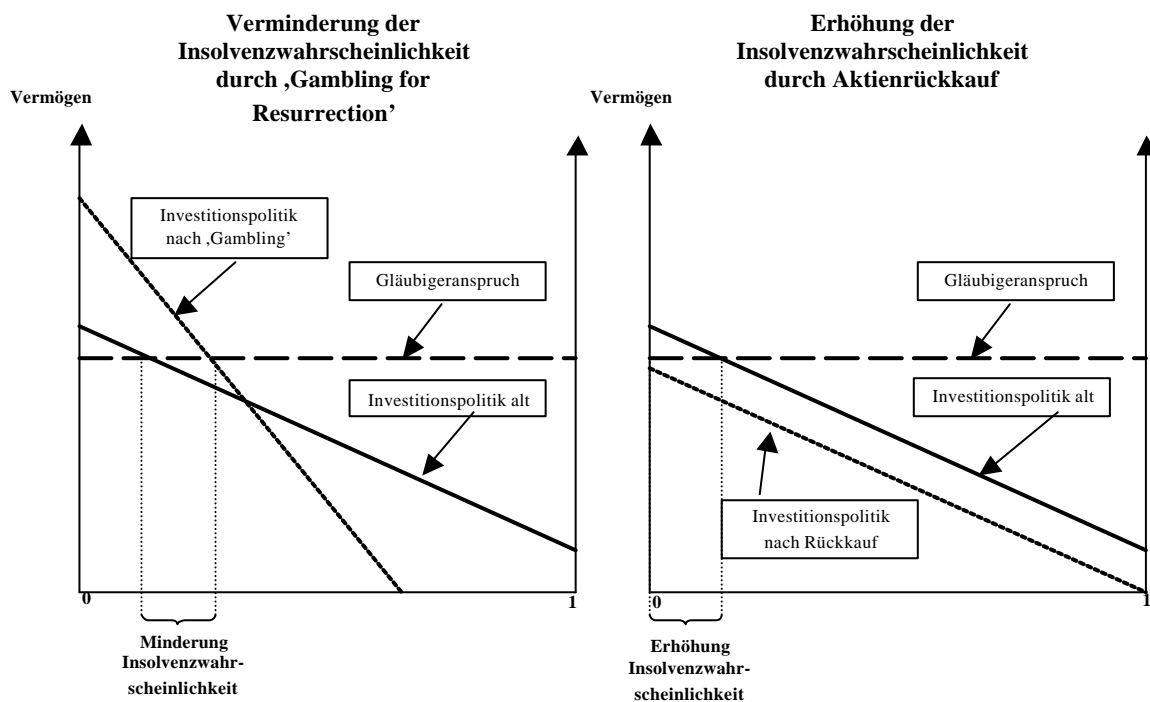 Verminderung der
Insolvenzwahrscheinlichkeit
durch ‚Gambling for
Resurrection’
Vermögen
Investitionspolitik
nach ‚Gambling’
Gläubigeranspruch
Investitionspolitik alt
0
1
Minderung
Insolvenzwahr-
scheinlichkeit
Erhöhung der
Insolvenzwahrscheinlichkeit
durch Aktienrückkauf
Vermögen
Gläubigeranspruch
Investitionspolitik alt
Investitionspolitik
nach Rückkauf
0
1
Erhöhung
Insolvenzwahr-
scheinlichkeit